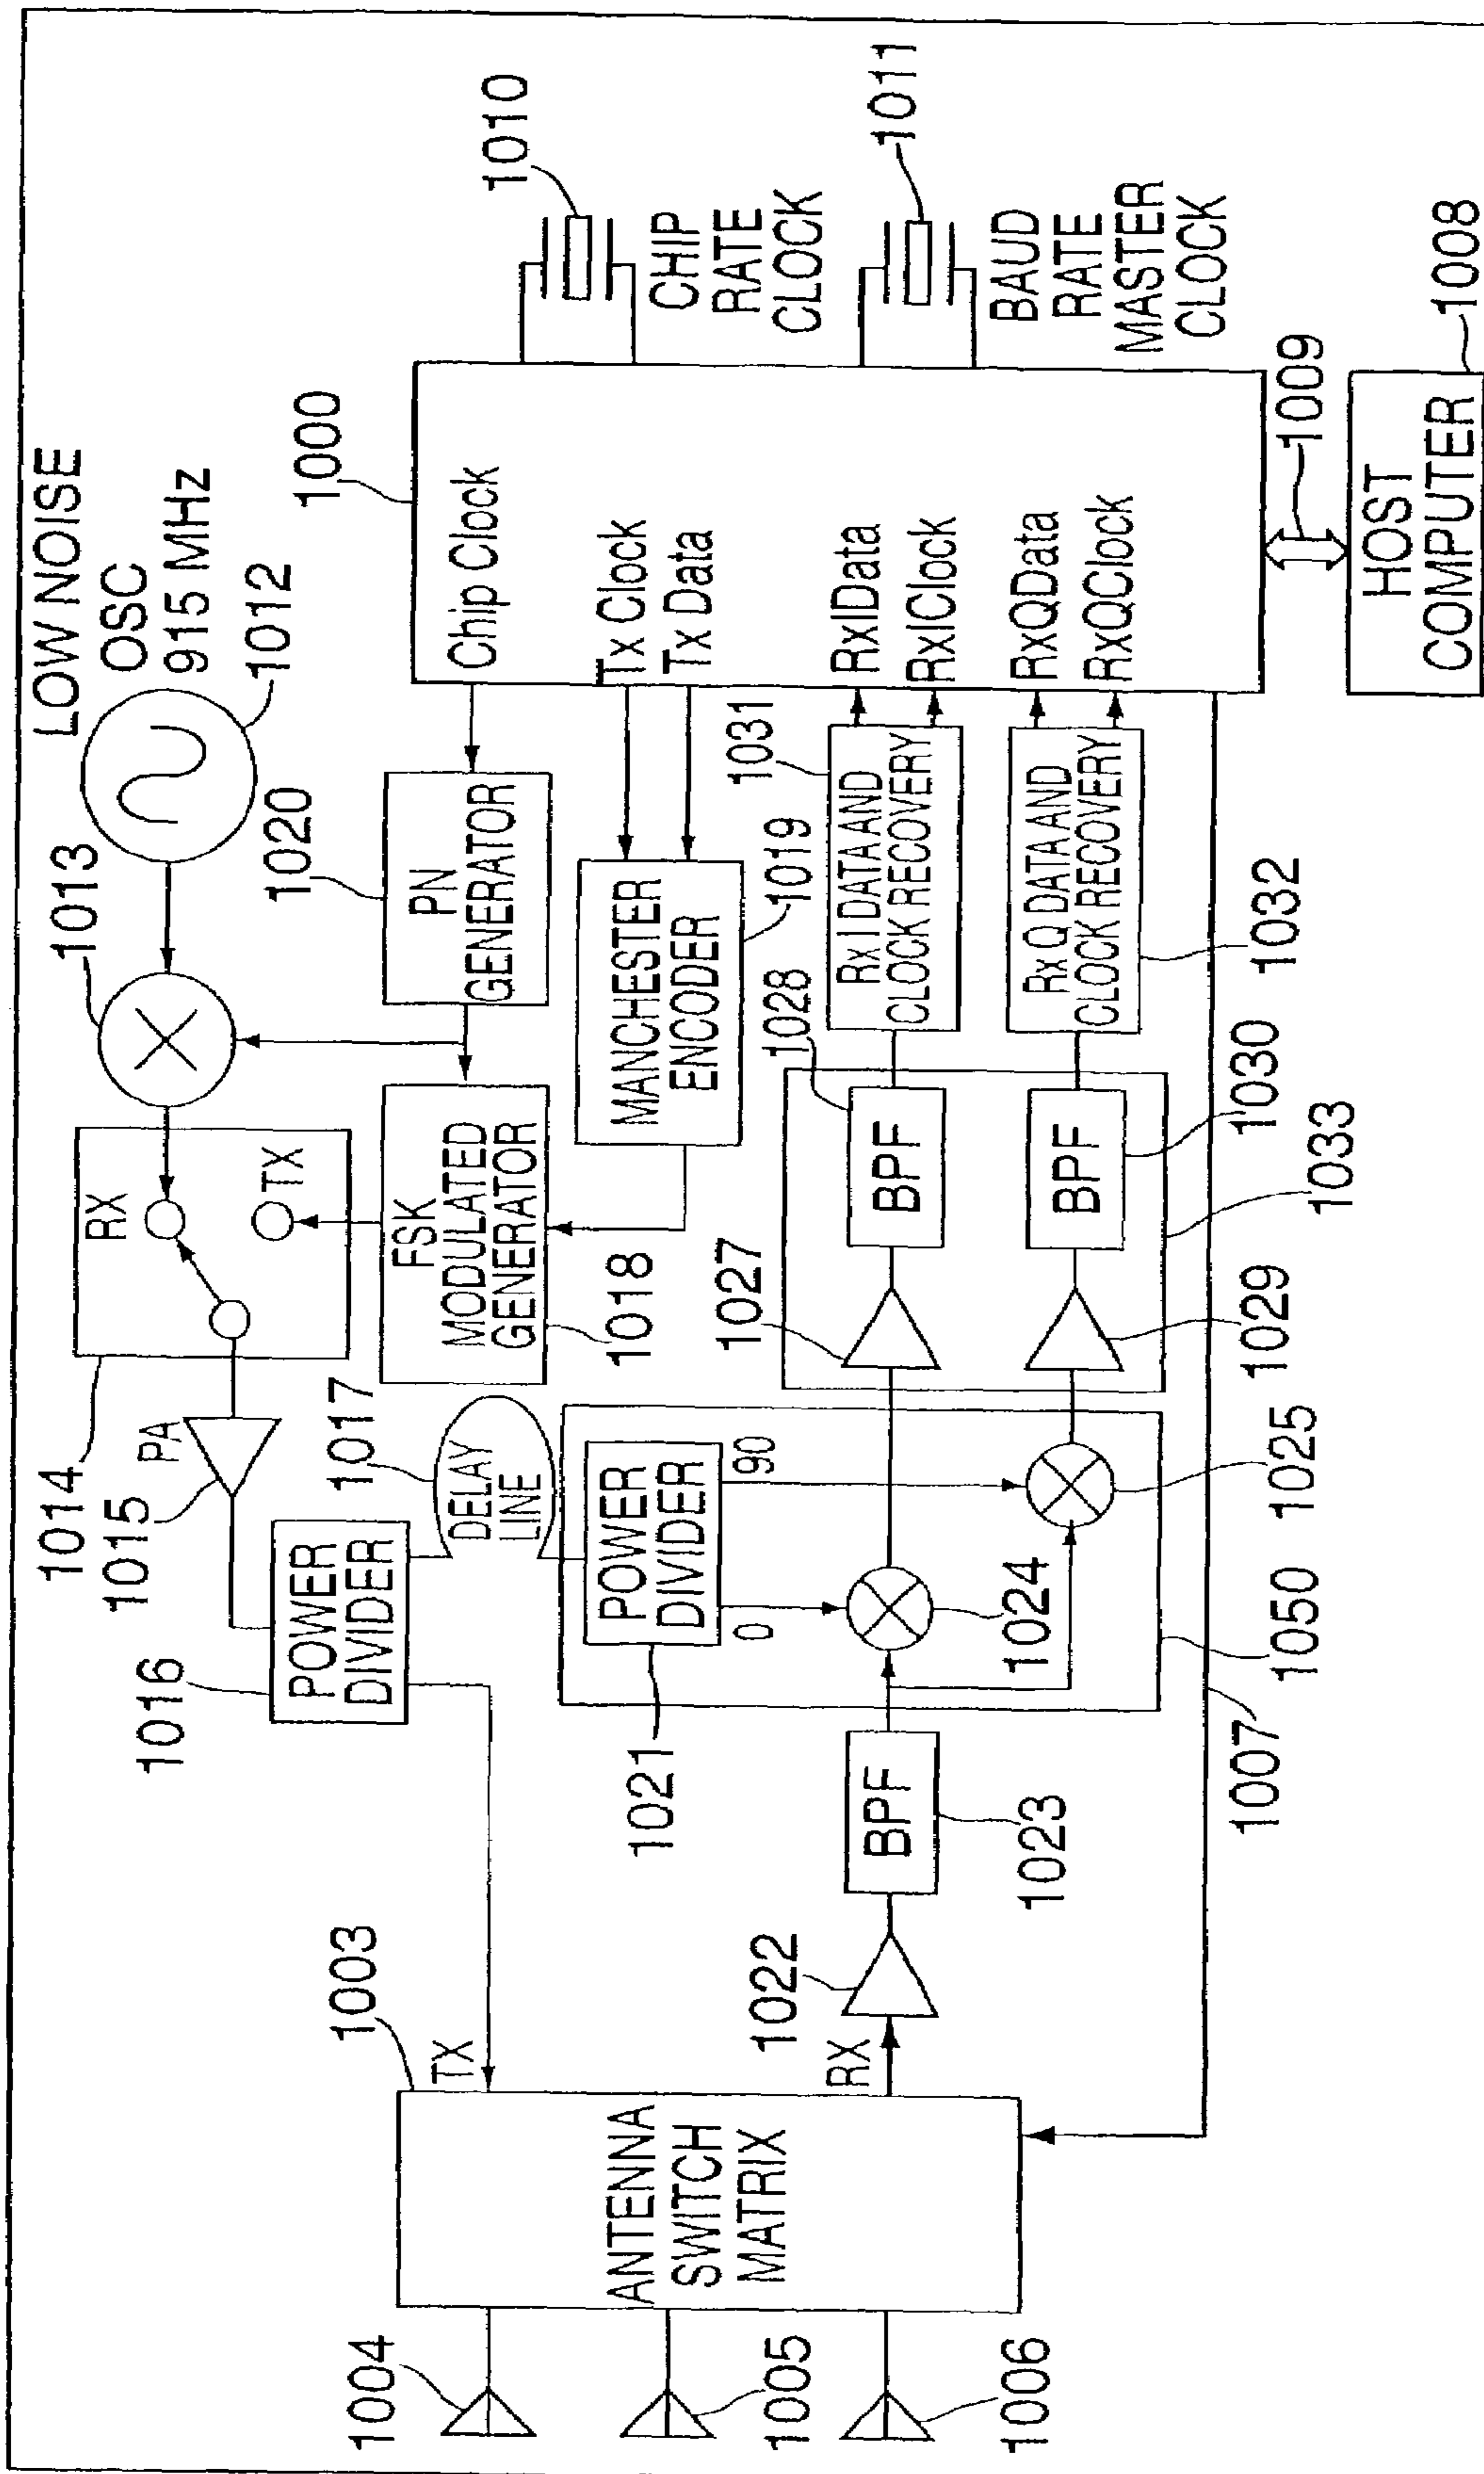 LOW NOISE
OSC
915 MHz
1012
1013
1014
RX
TX
PA
1015
1016
POWER
DIVIDER
1017
DELAY
LINE
FSK
MODULATED
GENERATOR
1018
1020
PN
GENERATOR
MANCHESTER
ENCODER
1019
1000
Chip Clock
Tx Clock
Tx Data
RxIData
RxIClock
RxQData
RxQClock
1010
CHIP
RATE
CLOCK
1011
BAUD
RATE
MASTER
CLOCK
1009
HOST
COMPUTER
1008
1031
Rx I DATA AND
CLOCK RECOVERY
Rx Q DATA AND
CLOCK RECOVERY
1032
1028
BPF
BPF
1030
1033
1027
1029
POWER
DIVIDER
0
90
1021
1024
1025
1050
BPF
1023
1022
RX
TX
1003
ANTENNA
SWITCH
MATRIX
1007
1004
1005
1006